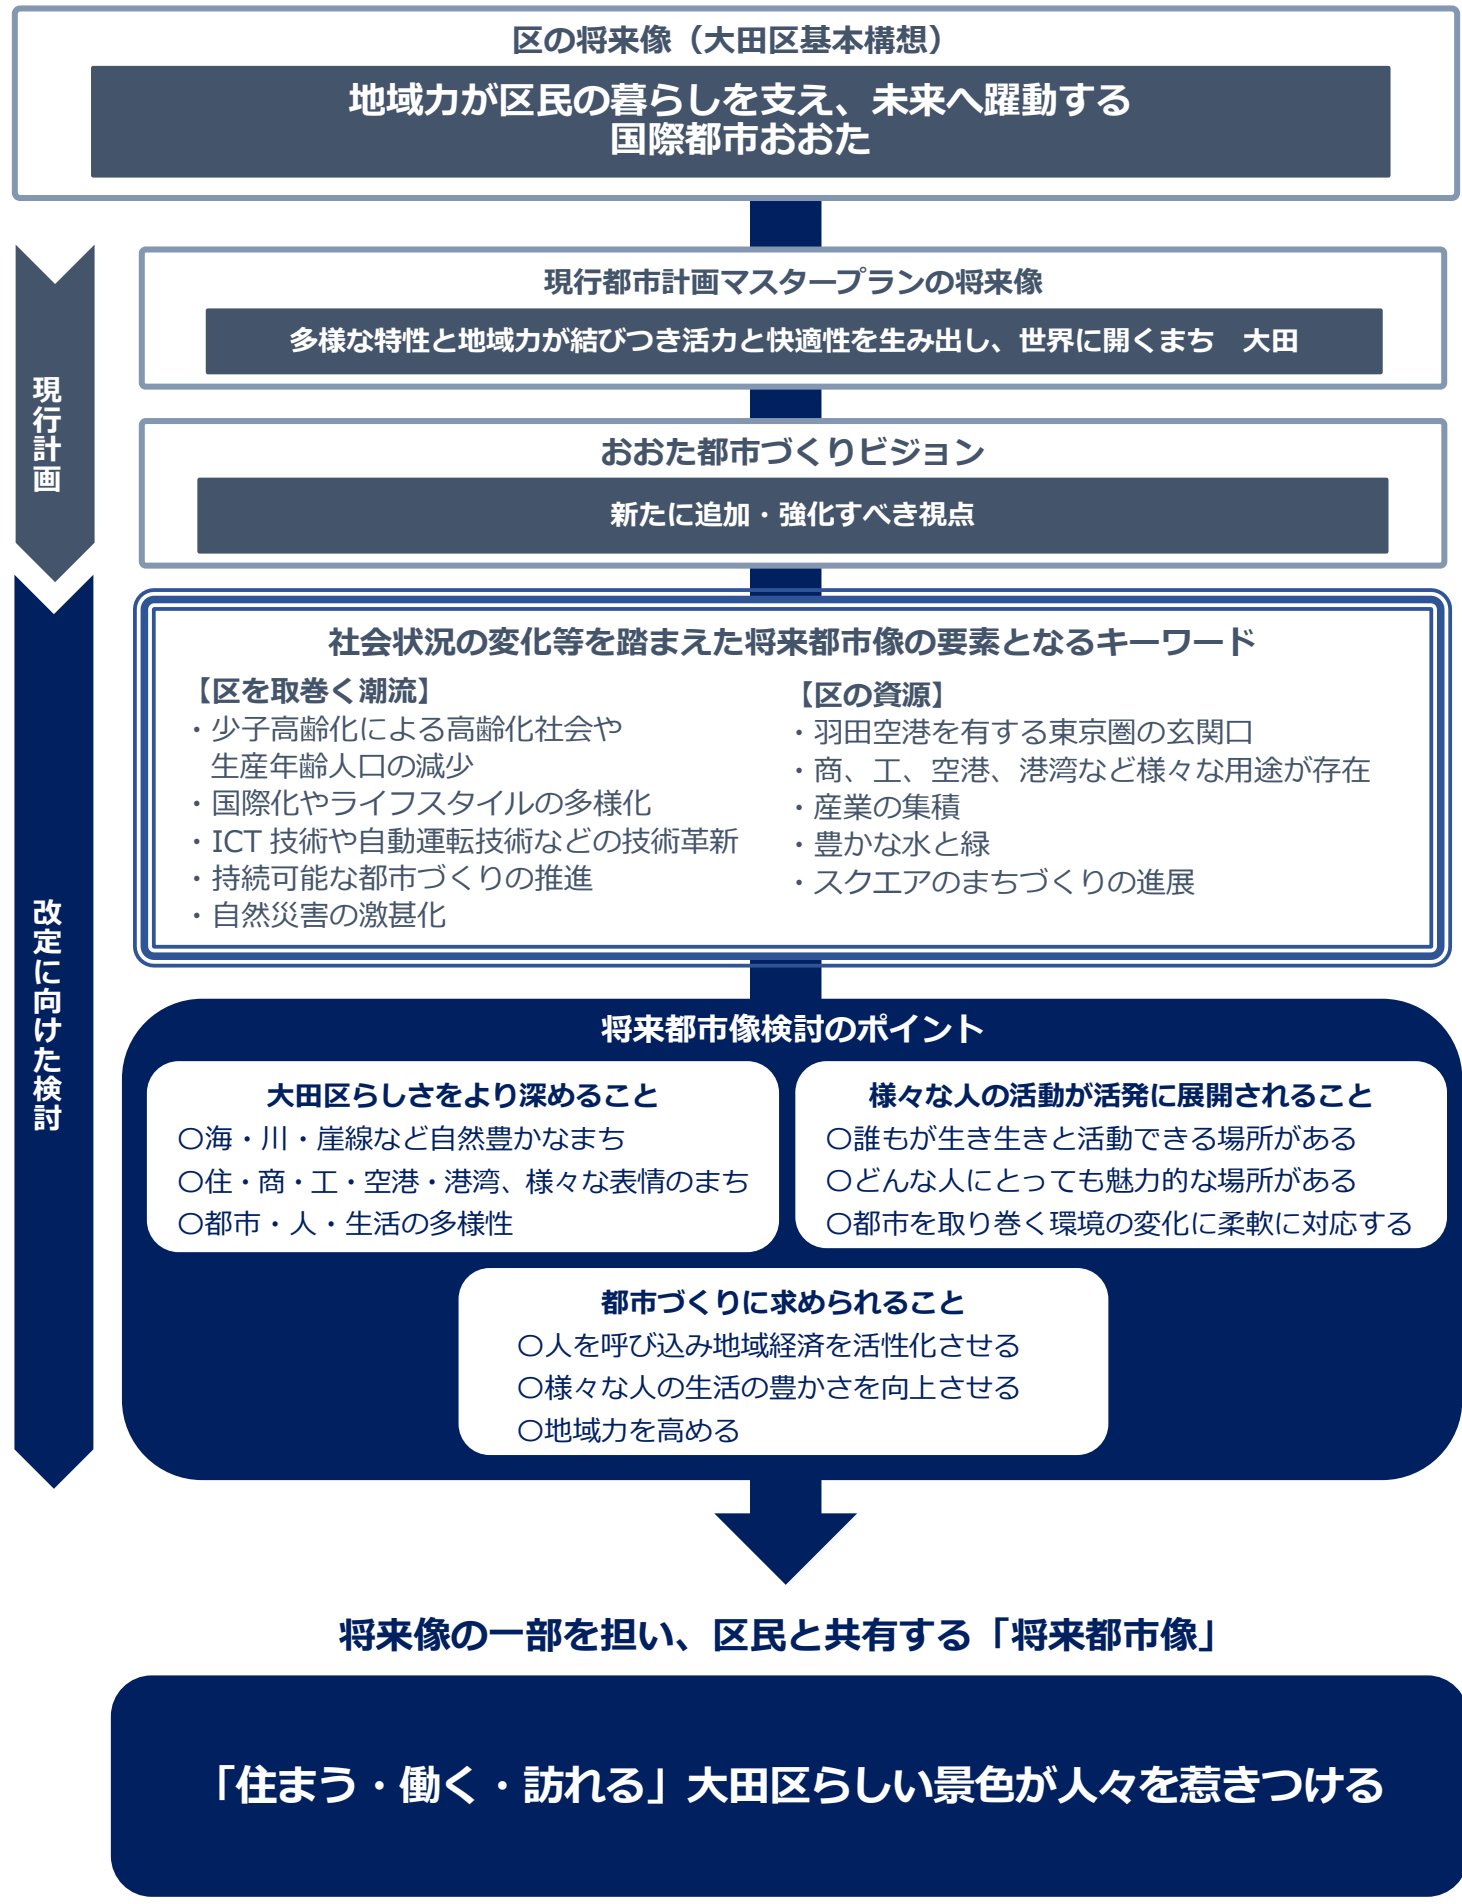 区の将来像（大田区基本構想）
地域力が区民の暮らしを支え、未来へ躍動する
国際都市おおた
現行計画
現行都市計画マスタープランの将来像
多様な特性と地域力が結びつき活力と快適性を生み出し、世界に開くまち　大田
おおた都市づくりビジョン
新たに追加・強化すべき視点
改定に向けた検討
社会状況の変化等を踏まえた将来都市像の要素となるキーワード
【区を取巻く潮流】
・少子高齢化による高齢化社会や
生産年齢人口の減少
・国際化やライフスタイルの多様化
・ICT 技術や自動運転技術などの技術革新
・持続可能な都市づくりの推進
・自然災害の激甚化
【区の資源】
・羽田空港を有する東京圏の玄関口
・商、工、空港、港湾など様々な用途が存在
・産業の集積
・豊かな水と緑
・スクエアのまちづくりの進展
将来都市像検討のポイント
大田区らしさをより深めること
〇海・川・崖線など自然豊かなまち
〇住・商・工・空港・港湾、様々な表情のまち
〇都市・人・生活の多様性
様々な人の活動が活発に展開されること
〇誰もが生き生きと活動できる場所がある
〇どんな人にとっても魅力的な場所がある
〇都市を取り巻く環境の変化に柔軟に対応する
都市づくりに求められること
〇人を呼び込み地域経済を活性化させる
〇様々な人の生活の豊かさを向上させる
〇地域力を高める
将来像の一部を担い、区民と共有する「将来都市像」
「住まう・働く・訪れる」大田区らしい景色が人々を惹きつける